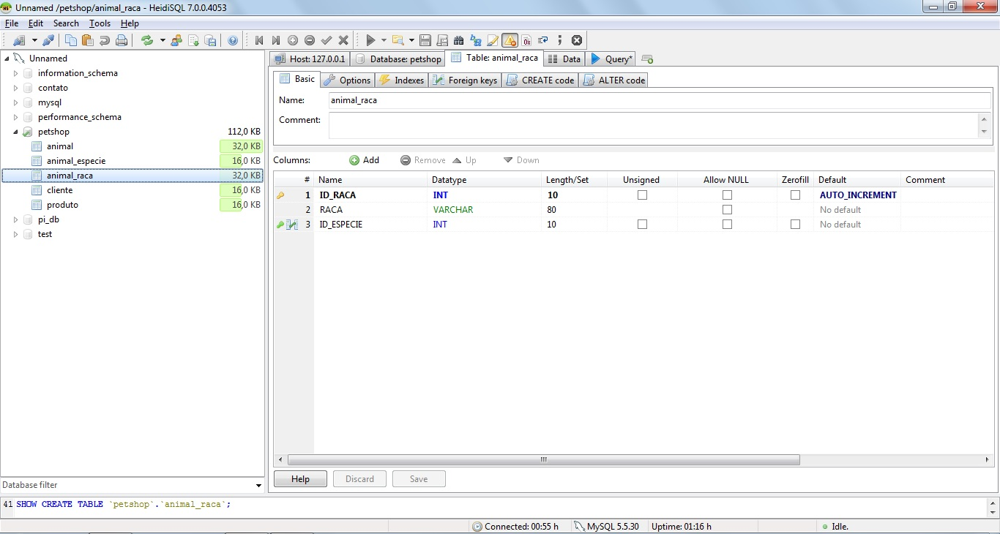 Unnamed /petshop/animal_raca - HeidiSQL 7.0.0.4053
File Edit Search Tools Help
Unnamed
information_schema
contato
mysql
performance_schema
petshop 112,0 KB
animal 32,0 KB
animal_especie 16,0 KB
animal_raca 32,0 KB
cliente 16,0 KB
produto 16,0 KB
pi_db
test
Database filter
Host: 127.0.0.1 Database: petshop Table: animal_raca Data Query*
Basic Options Indexes Foreign keys CREATE code ALTER code
Name: animal_raca
Comment:
Columns: Add Remove Up Down
# Name Datatype Length/Set Unsigned Allow NULL Zerofill Default Comment
1 ID_RACA INT 10 AUTO_INCREMENT
2 RACA VARCHAR 80 No default
3 ID_ESPECIE INT 10 No default
Help Discard Save
41 SHOW CREATE TABLE `petshop`.`animal_raca`;
Connected: 00:55 h MySQL 5.5.30 Uptime: 01:16 h Idle.